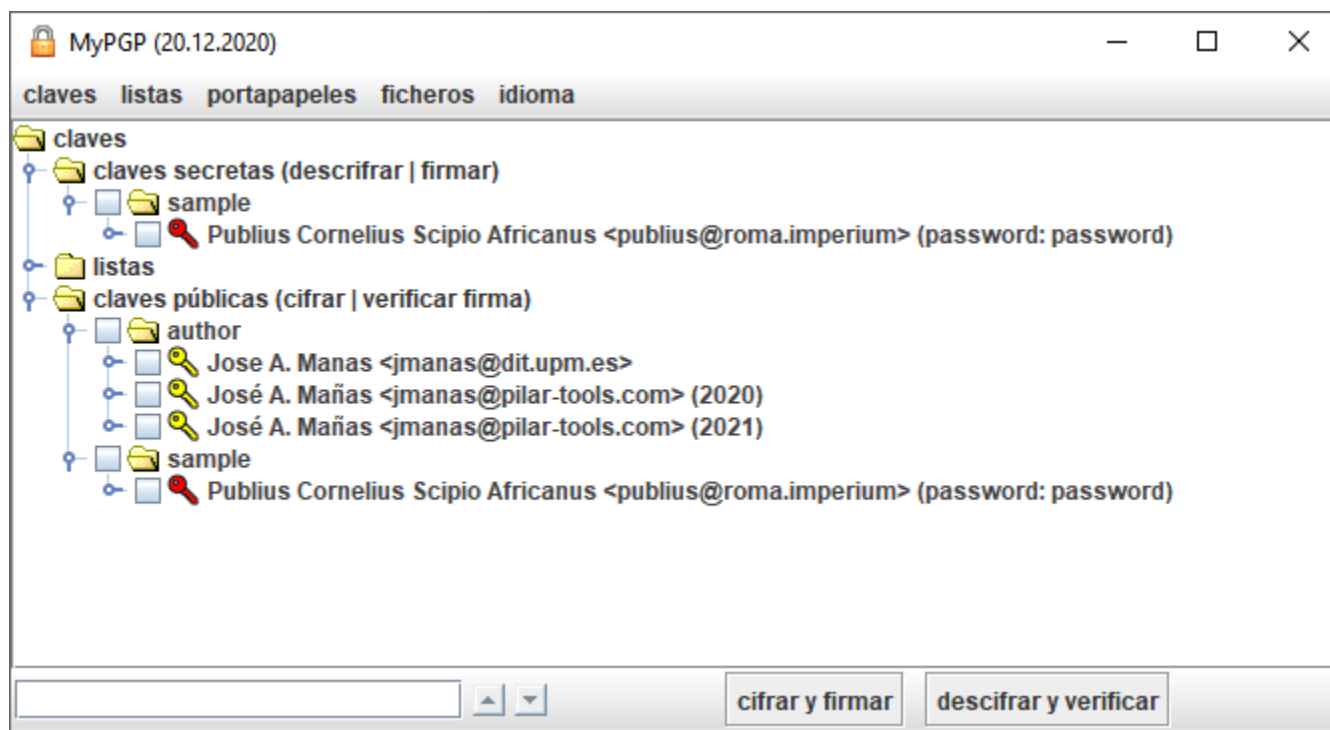 MyPGP (20.12.2020)
claves listas portapapeles ficheros idioma
claves
claves secretas (descrifrar | firmar)
sample
Publius Cornelius Scipio Africanus <publius@roma.imperium> (password: password)
listas
claves públicas (cifrar | verificar firma)
author
Jose A. Manas <jmanas@dit.upm.es>
José A. Mañas <jmanas@pilar-tools.com> (2020)
José A. Mañas <jmanas@pilar-tools.com> (2021)
sample
Publius Cornelius Scipio Africanus <publius@roma.imperium> (password: password)
cifrar y firmar descifrar y verificar